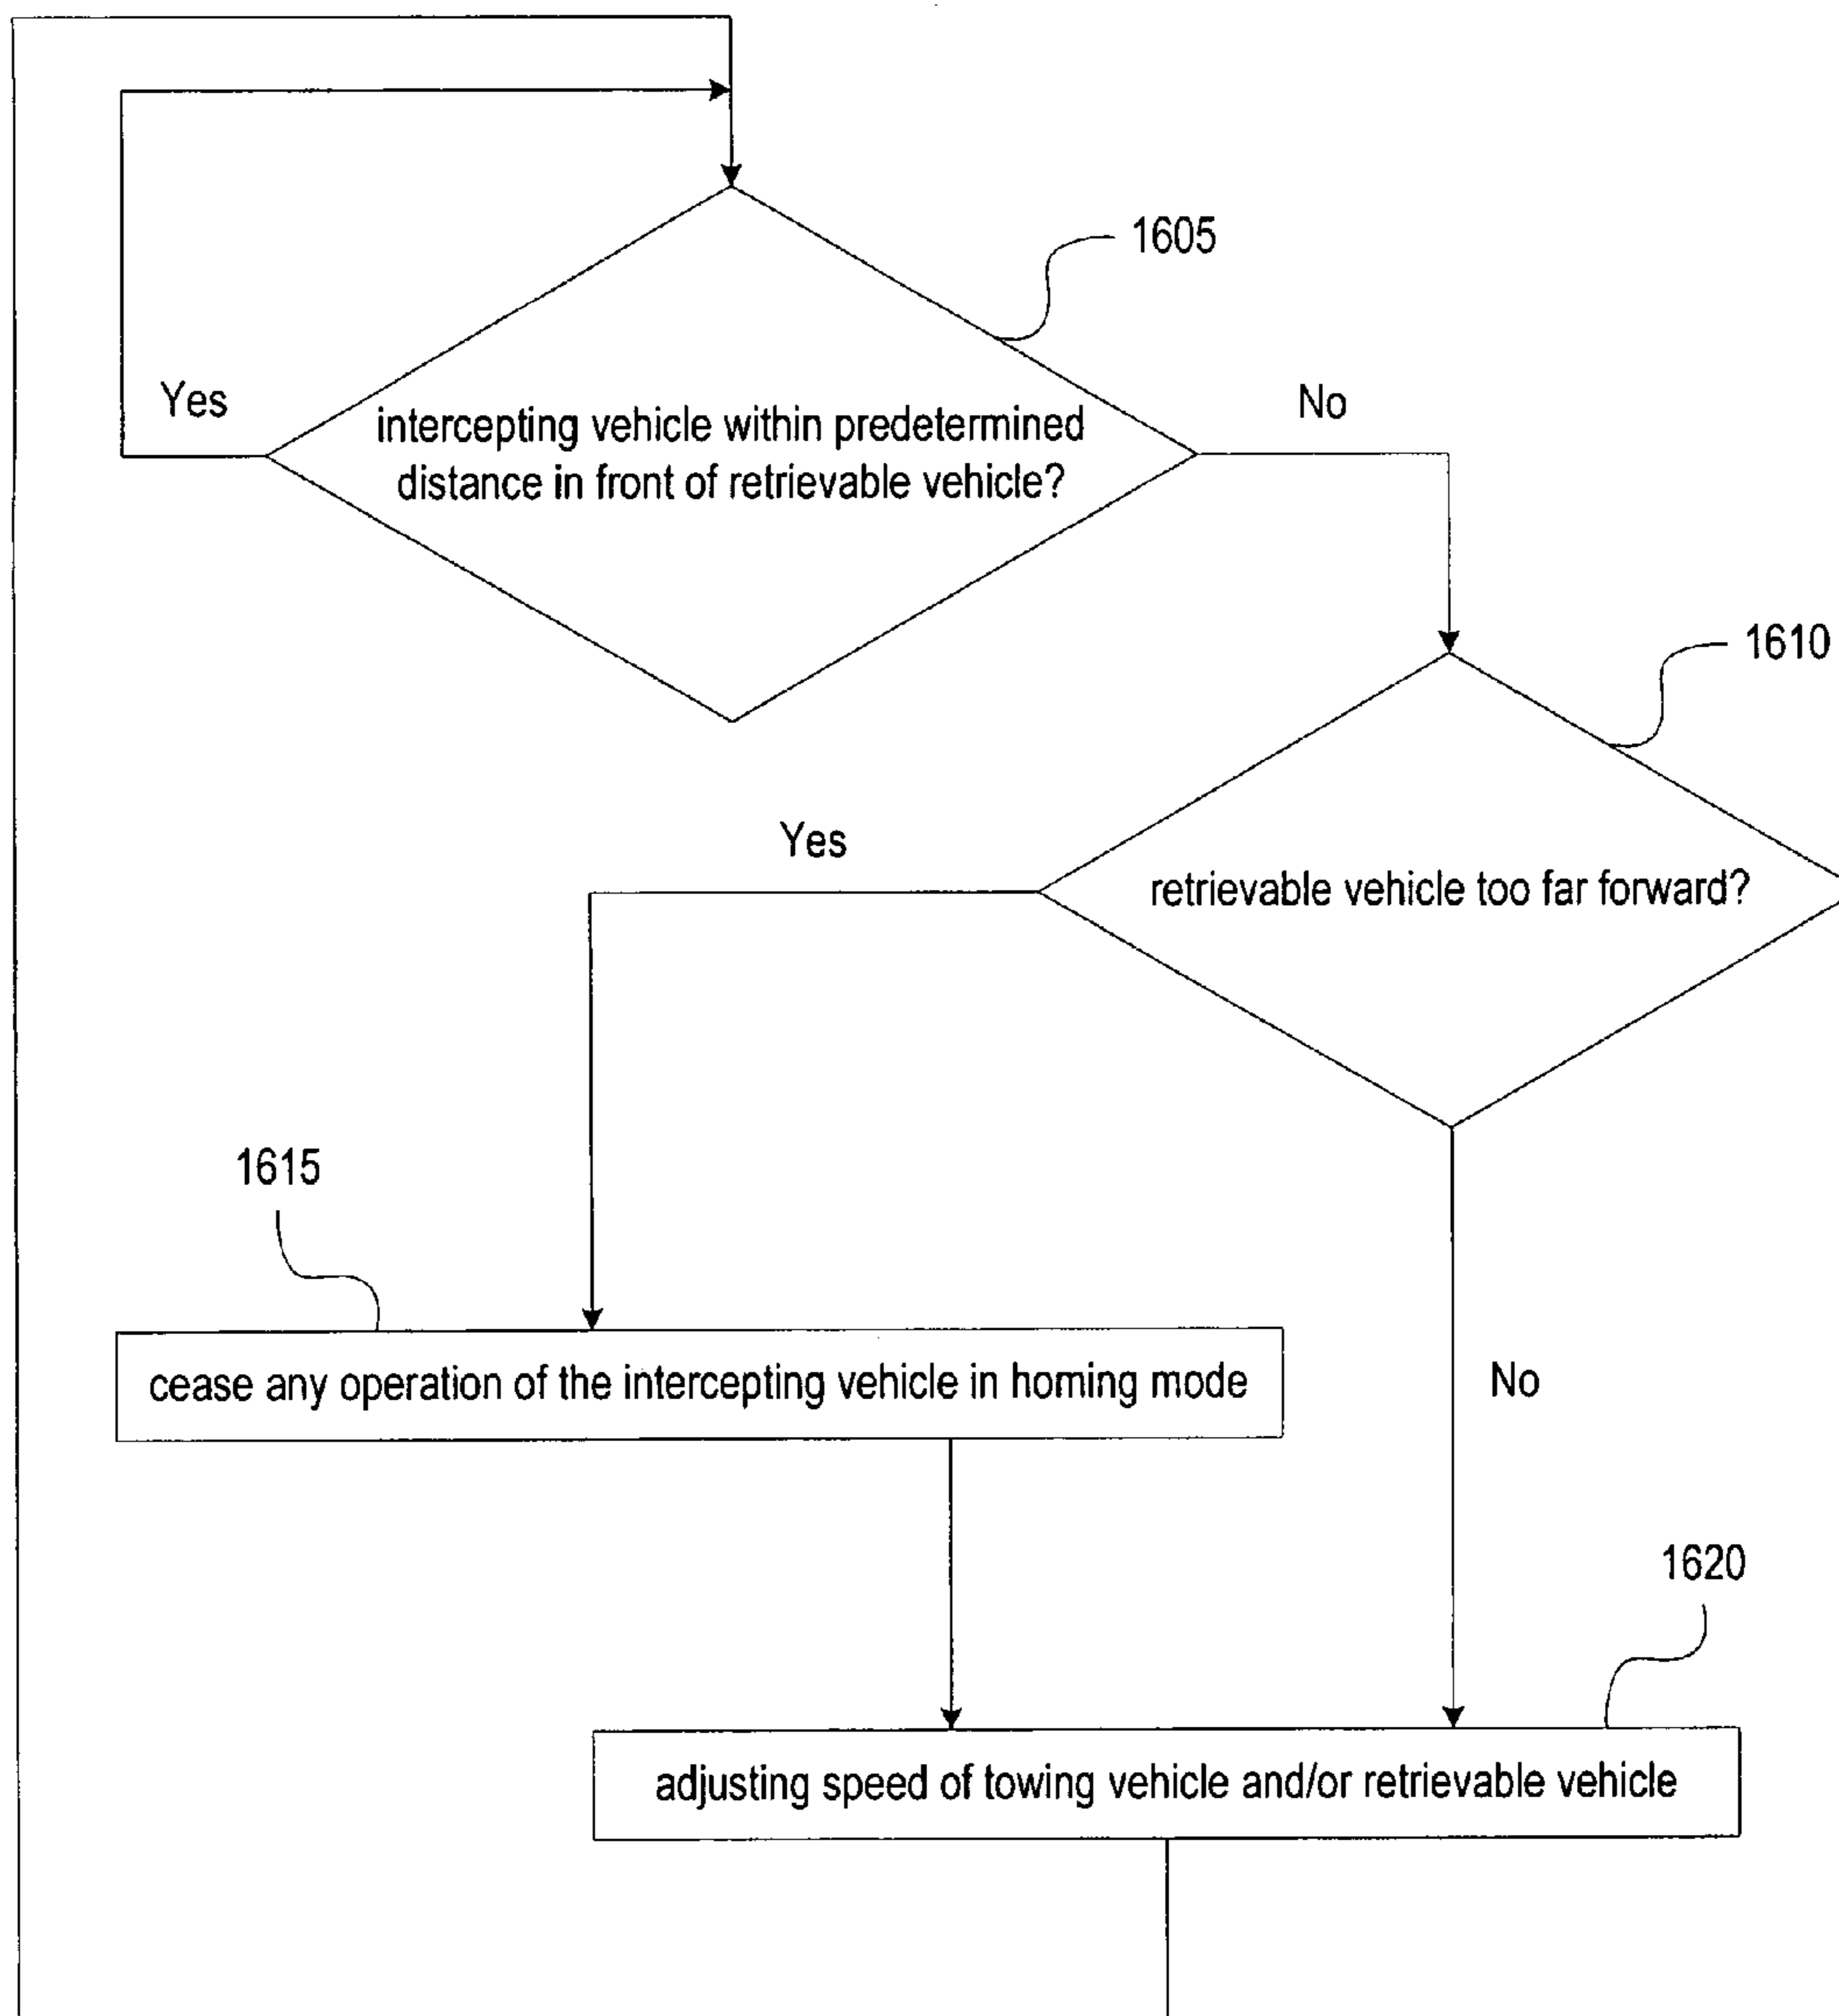 1605
Yes
No
intercepting vehicle within predetermined
distance in front of retrievable vehicle?
1610
Yes
retrievable vehicle too far forward?
1615
cease any operation of the intercepting vehicle in homing mode
No
1620
adjusting speed of towing vehicle and/or retrievable vehicle